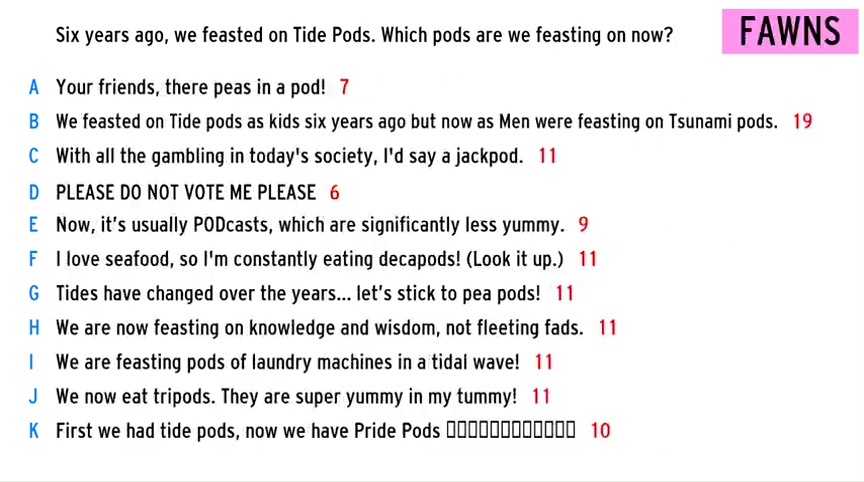 Six years ago, we feasted on Tide Pods. Which pods are we feasting on now?
FAWNS
A Your friends, there peas in a pod! 7
B We feasted on Tide pods as kids six years ago but now as Men were feasting on Tsunami pods. 19
C With all the gambling in today's society, I'd say a jackpod. 11
D PLEASE DO NOT VOTE ME PLEASE 6
E Now, it's usually PODcasts, which are significantly less yummy. 9
F I love seafood, so I'm constantly eating decapods! (Look it up.) 11
G Tides have changed over the years... let's stick to pea pods! 11
H We are now feasting on knowledge and wisdom, not fleeting fads. 11
I We are feasting pods of laundry machines in a tidal wave! 11
J We now eat tripods. They are super yummy in my tummy! 11
K First we had tide pods, now we have Pride Pods 10